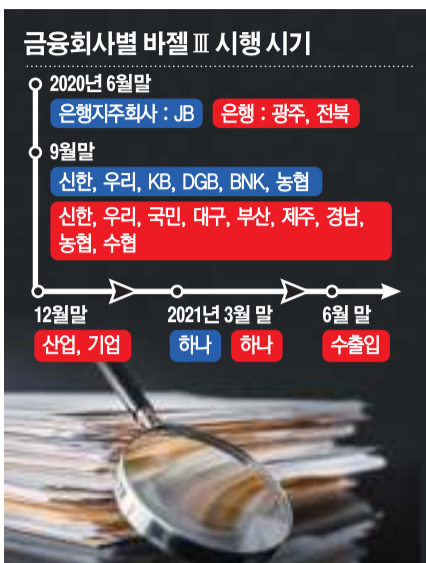 금융회사별 바젤 Ⅲ 시행 시기
2020년 6월말
은행지주회사 : JB 은행 : 광주, 전북
9월말
신한, 우리, KB, DGB, BNK, 농협
신한, 우리, 국민, 대구, 부산, 제주, 경남,
농협, 수협
12월말 2021년 3월 말 6월 말
산업, 기업 하나 하나 수출입